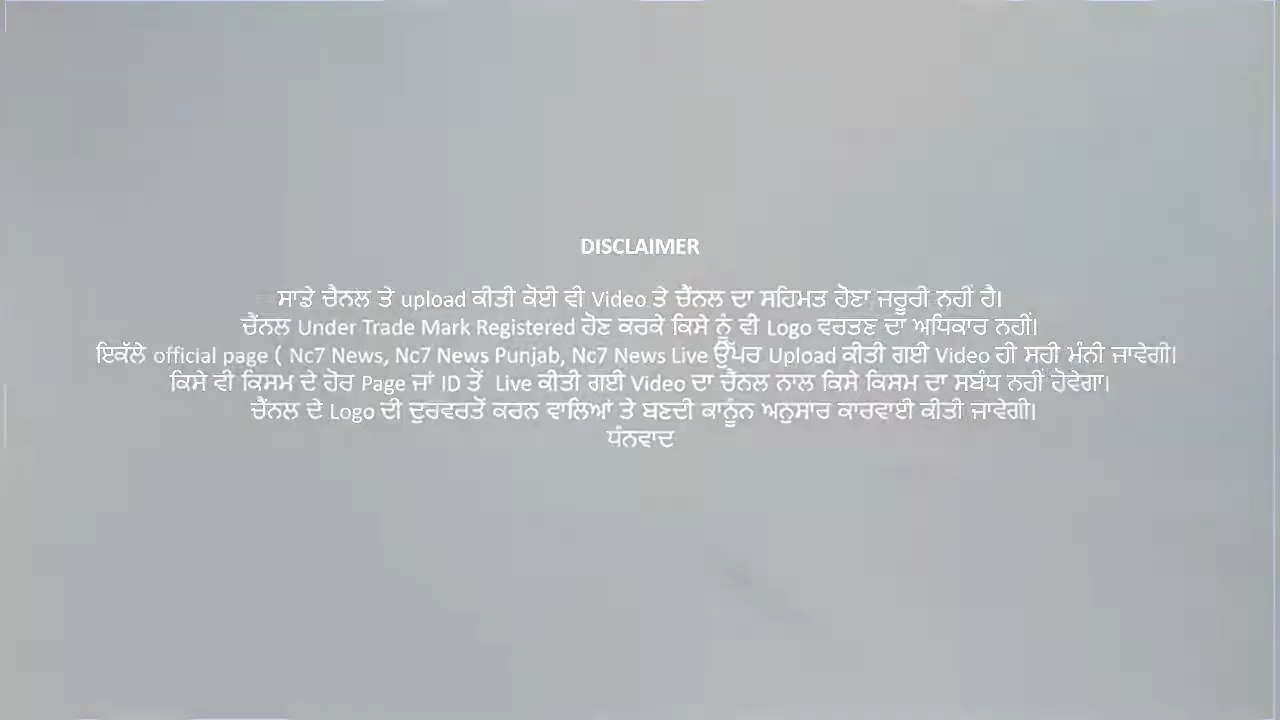 DISCLAIMER
ਸਾਡੇ ਚੈਨਲ ਤੇ upload ਕੀਤੀ ਕੋਈ ਵੀ Video ਤੇ ਚੈੱਨਲ ਦਾ ਸਹਿਮਤ ਹੋਣਾ ਜਰੂਰੀ ਨਹੀਂ ਹੈ।
ਚੈੱਨਲ Under Trade Mark Registered ਹੋਣ ਕਰਕੇ ਕਿਸੇ ਨੂੰ ਵੀ Logo ਵਰਤਣ ਦਾ ਅਧਿਕਾਰ ਨਹੀਂ।
ਇਕੱਲੇ official page ( Nc7 News, Nc7 News Punjab, Nc7 News Live ਉੱਪਰ Upload ਕੀਤੀ ਗਈ Video ਹੀ ਸਹੀ ਮੰਨੀ ਜਾਵੇਗੀ।
ਕਿਸੇ ਵੀ ਕਿਸਮ ਦੇ ਹੋਰ Page ਜਾਂ ID ਤੋਂ Live ਕੀਤੀ ਗਈ Video ਦਾ ਚੈੱਨਲ ਨਾਲ ਕਿਸੇ ਕਿਸਮ ਦਾ ਸਬੰਧ ਨਹੀਂ ਹੋਵੇਗਾ।
ਚੈੱਨਲ ਦੇ Logo ਦੀ ਦੁਰਵਰਤੋਂ ਕਰਨ ਵਾਲਿਆਂ ਤੇ ਬਣਦੀ ਕਾਨੂੰਨ ਅਨੁਸਾਰ ਕਾਰਵਾਈ ਕੀਤੀ ਜਾਵੇਗੀ।
ਧੰਨਵਾਦ